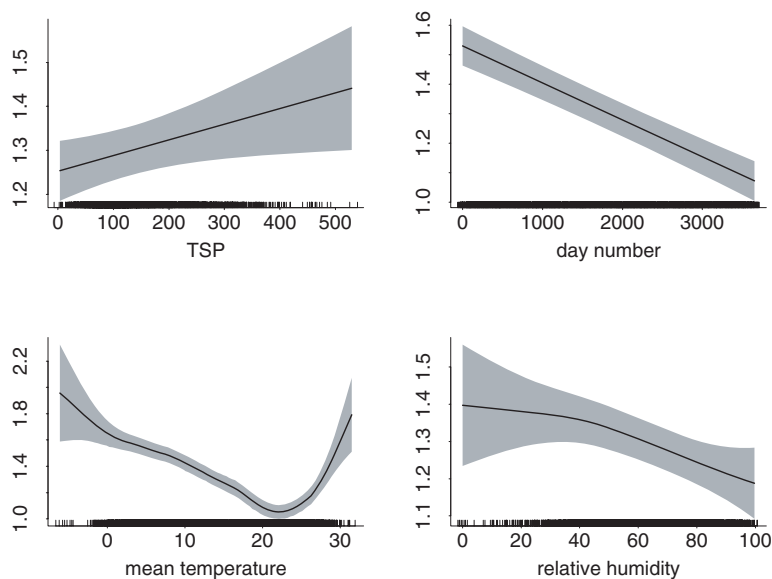 1.2 1.3 1.4 1.5
0 100 200 300 400 500
TSP
1.0 1.2 1.4 1.6
0 1000 2000 3000
day number
1.0 1.4 1.8 2.2
0 10 20 30
mean temperature
1.1 1.2 1.3 1.4 1.5
0 20 40 60 80 100
relative humidity